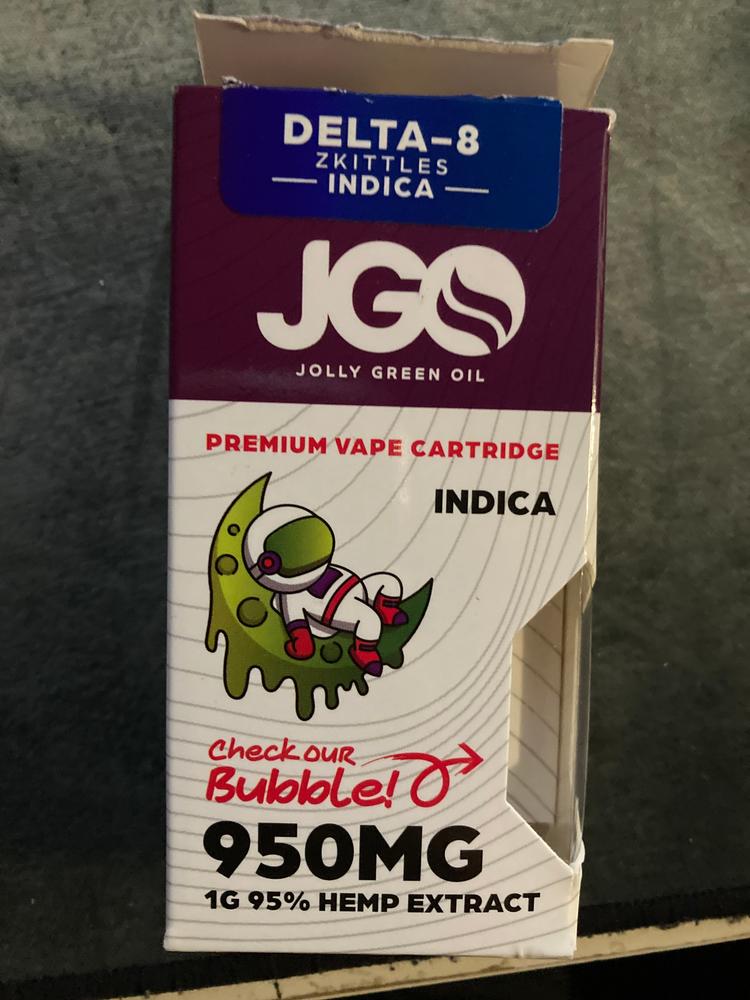 DELTA-8
ZKITTLES
INDICA
JGO
JOLLY GREEN OIL
PREMIUM VAPE CARTRIDGE
INDICA
Check our
Bubble!
950MG
1G 95% HEMP EXTRACT